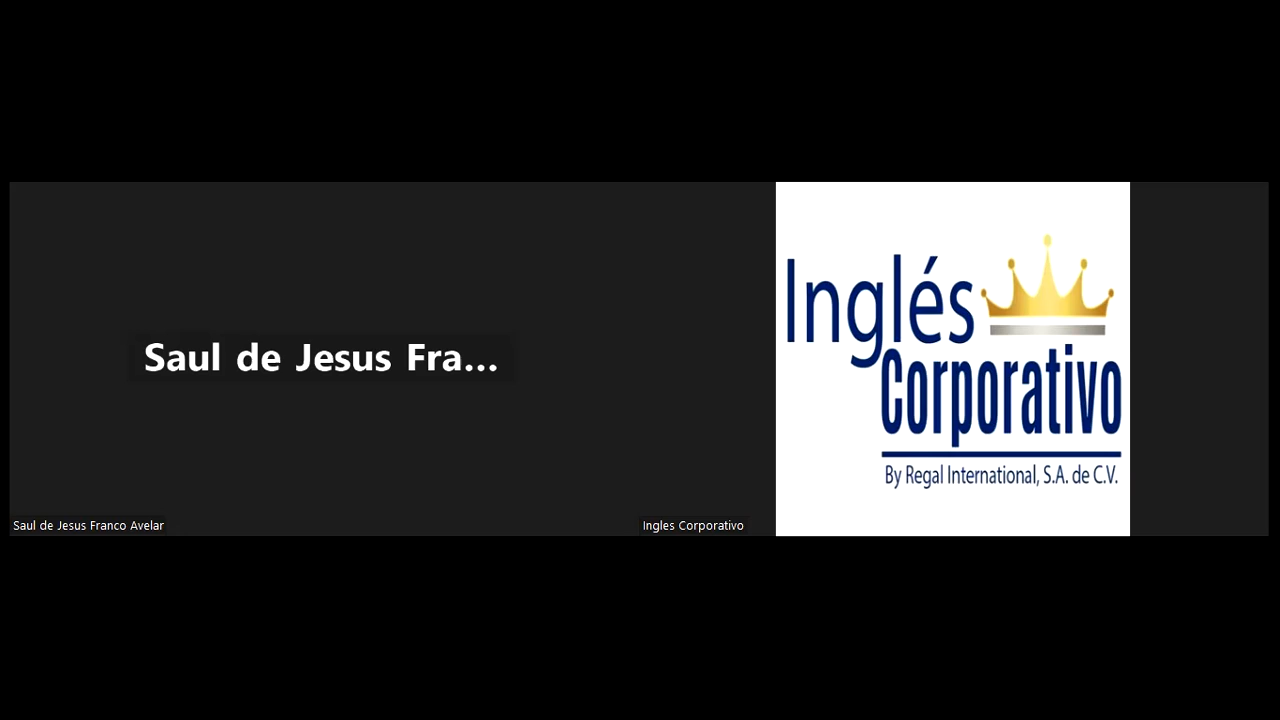 Saul de Jesus Fra...
Saul de Jesus Franco Avelar
Inglés
Corporativo
By Regal International, S.A. de C.V.
Ingles Corporativo